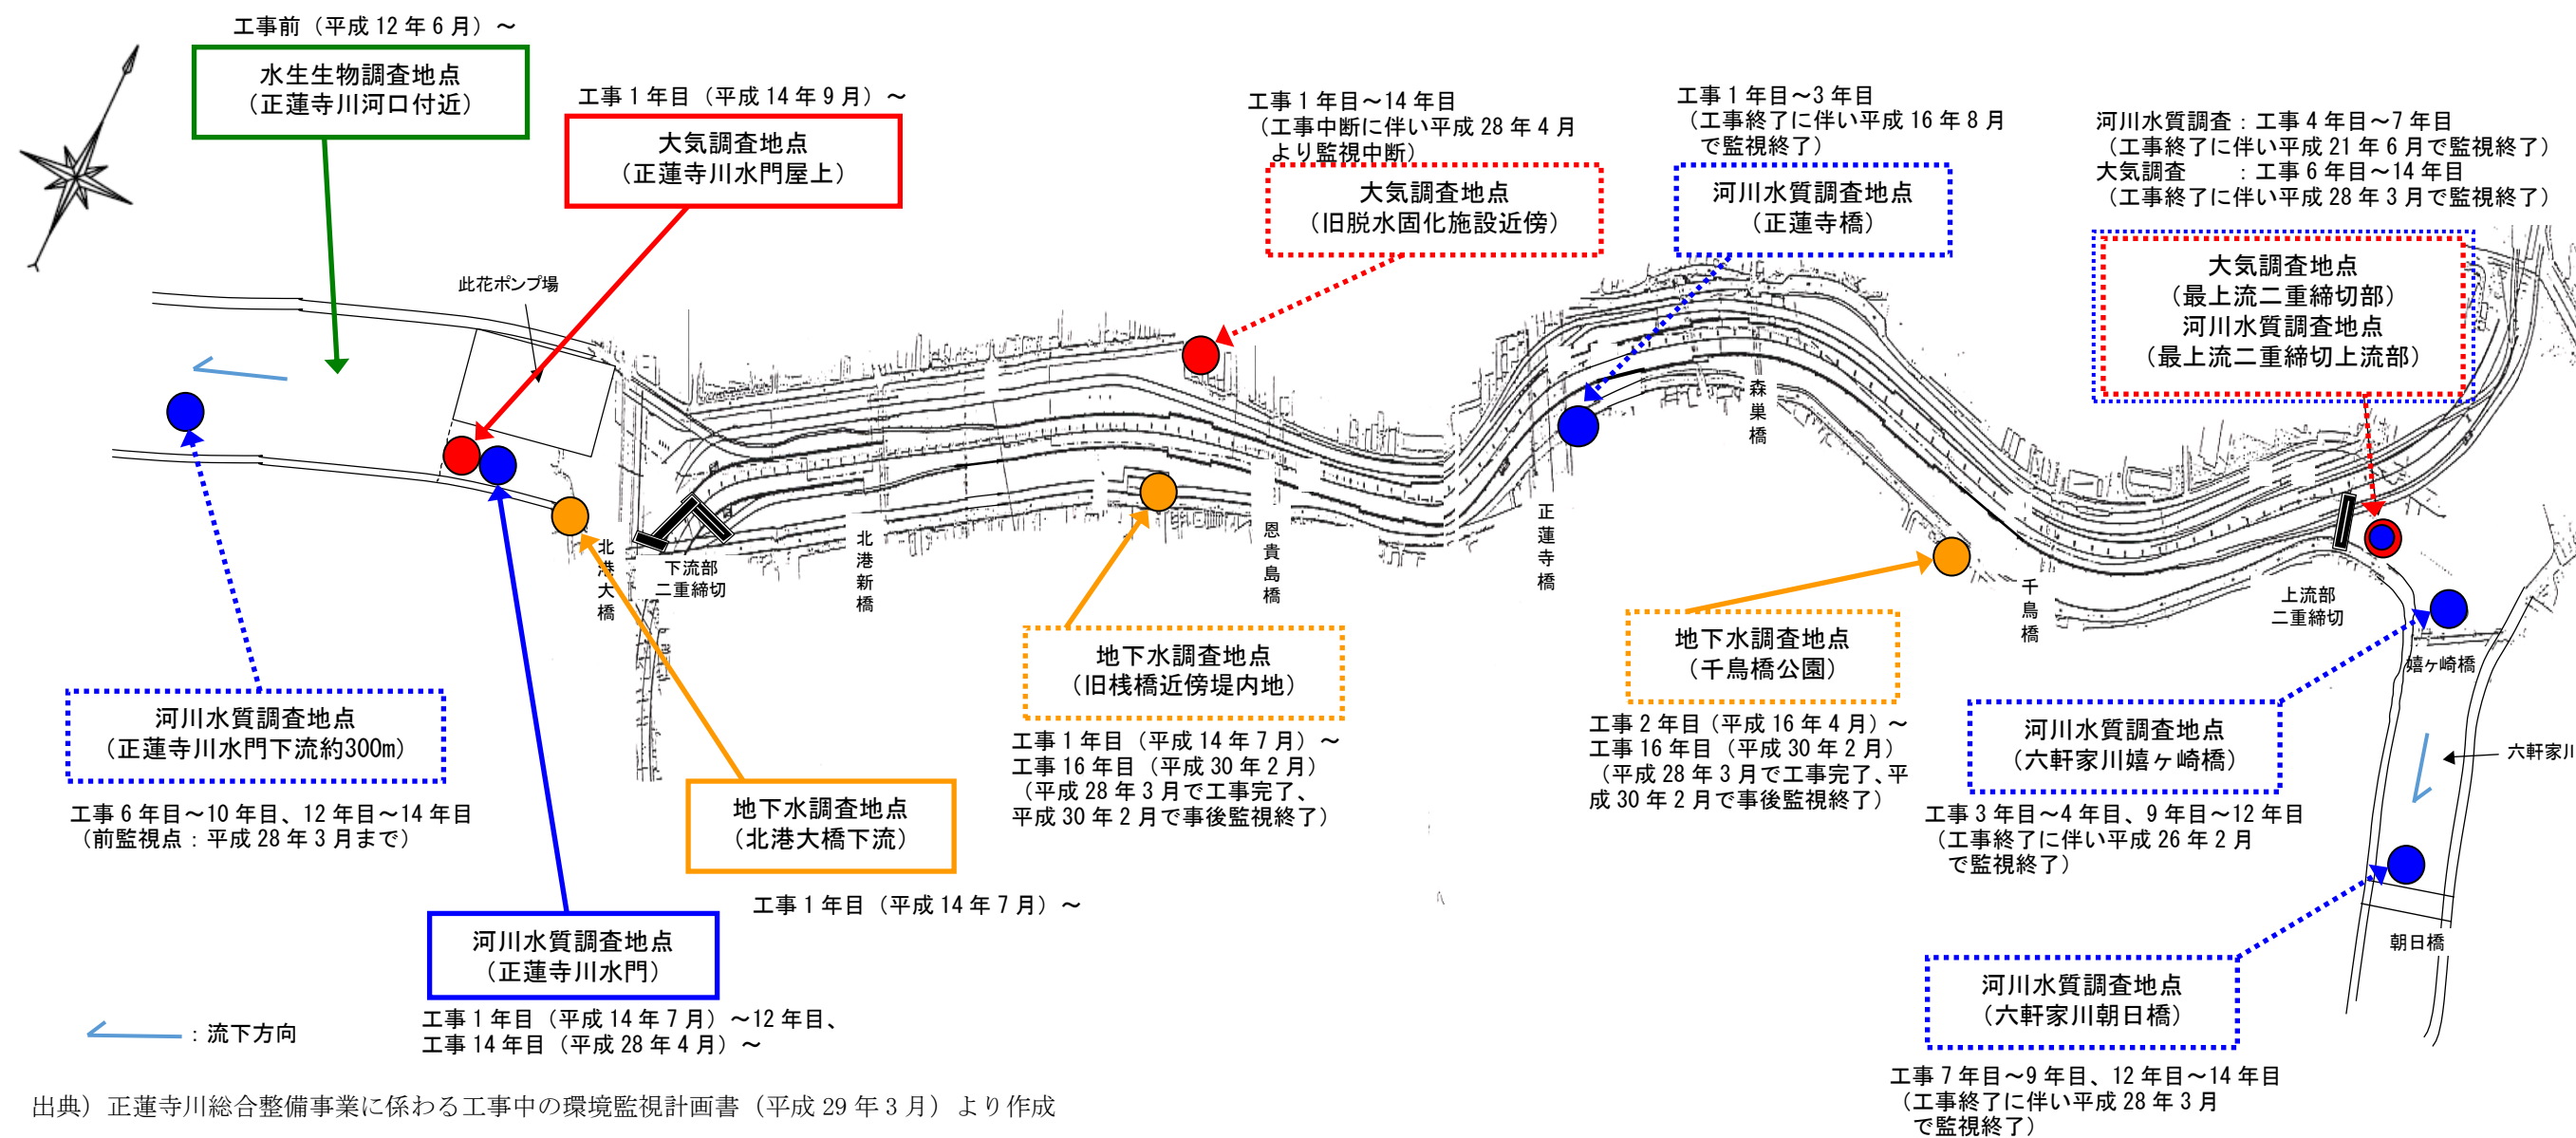 工事前（平成 12 年 6 月）～
水生生物調査地点
（正蓮寺川河口付近）
工事 1 年目（平成 14 年 9 月）～
大気調査地点
（正蓮寺川水門屋上）
工事 1 年目～14 年目
（工事中断に伴い平成 28 年 4 月
より監視中断）
大気調査地点
（旧脱水固化施設近傍）
工事 1 年目～3 年目
（工事終了に伴い平成 16 年 8 月
で監視終了）
河川水質調査地点
（正蓮寺橋）
河川水質調査：工事 4 年目～7 年目
（工事終了に伴い平成 21 年 6 月で監視終了）
大気調査　　：工事 6 年目～14 年目
（工事終了に伴い平成 28 年 3 月で監視終了）
大気調査地点
（最上流二重締切部）
河川水質調査地点
（最上流二重締切上流部）
此花ポンプ場
北港大橋
下流部
二重締切
北港新橋
恩貴島橋
正蓮寺橋
森巣橋
千鳥橋
上流部
二重締切
嬉ヶ崎橋
六軒家川
朝日橋
河川水質調査地点
（正蓮寺川水門下流約300m）
工事 6 年目～10 年目、12 年目～14 年目
（前監視点：平成 28 年 3 月まで）
地下水調査地点
（北港大橋下流）
工事 1 年目（平成 14 年 7 月）～
河川水質調査地点
（正蓮寺川水門）
工事 1 年目（平成 14 年 7 月）～12 年目、
工事 14 年目（平成 28 年 4 月）～
地下水調査地点
（旧桟橋近傍堤内地）
工事 1 年目（平成 14 年 7 月）～
工事 16 年目（平成 30 年 2 月）
（平成 28 年 3 月で工事完了、
平成 30 年 2 月で事後監視終了）
地下水調査地点
（千鳥橋公園）
工事 2 年目（平成 16 年 4 月）～
工事 16 年目（平成 30 年 2 月）
（平成 28 年 3 月で工事完了、平
成 30 年 2 月で事後監視終了）
河川水質調査地点
（六軒家川嬉ヶ崎橋）
工事 3 年目～4 年目、9 年目～12 年目
（工事終了に伴い平成 26 年 2 月
で監視終了）
河川水質調査地点
（六軒家川朝日橋）
工事 7 年目～9 年目、12 年目～14 年目
（工事終了に伴い平成 28 年 3 月
で監視終了）
：流下方向
出典）正蓮寺川総合整備事業に係わる工事中の環境監視計画書（平成 29 年 3 月）より作成